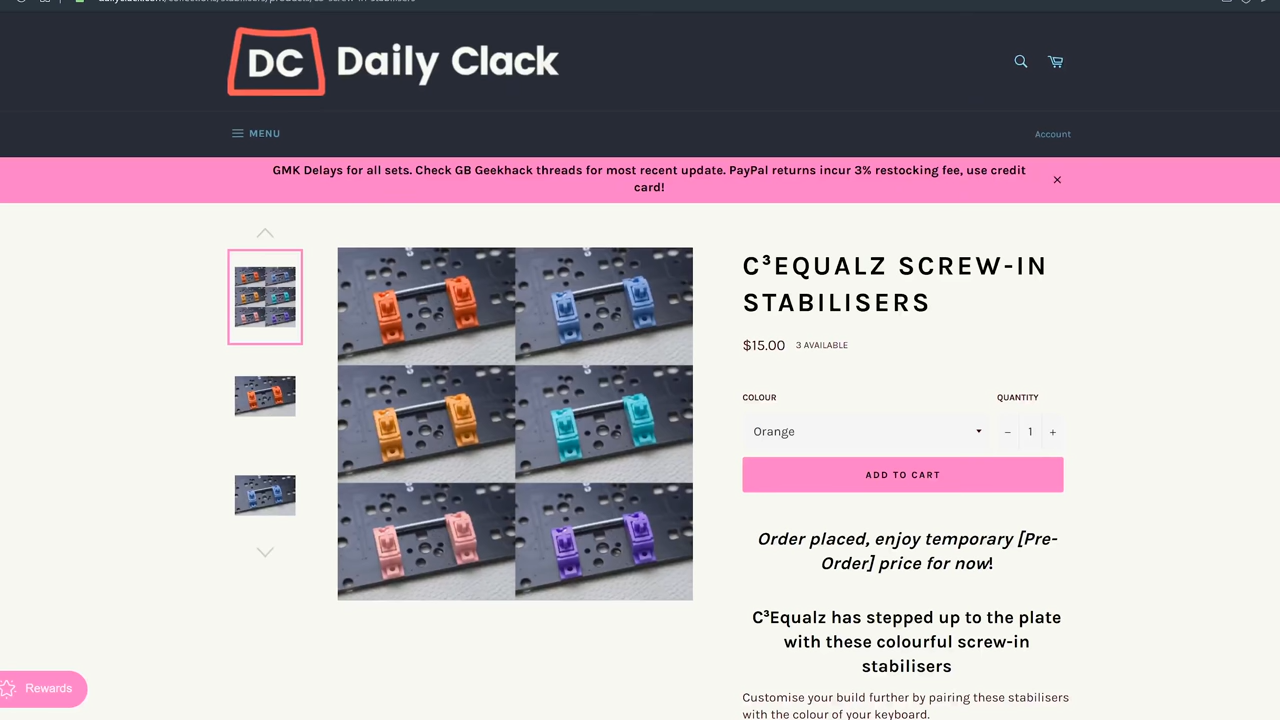 DC Daily Clack
MENU
Account
GMK Delays for all sets. Check GB Geekhack threads for most recent update. PayPal returns incur 3% restocking fee, use credit
card!
C³EQUALZ SCREW-IN
STABILISERS
$15.00 3 AVAILABLE
COLOUR QUANTITY
Orange − 1 +
ADD TO CART
Order placed, enjoy temporary [Pre-
Order] price for now!
C³Equalz has stepped up to the plate
with these colourful screw-in
stabilisers
Customise your build further by pairing these stabilisers
with the colour of your keyboard.
Rewards